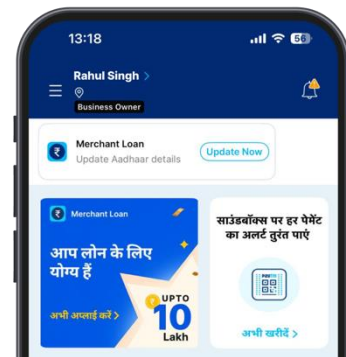 13:18
56
Rahul Singh >
Business Owner
Merchant Loan
Update Aadhaar details
Update Now
Merchant Loan
आप लोन के लिए
योग्य हैं
अभी अप्लाई करें >
UPTO
10
Lakh
साउंडबॉक्स पर हर पेमेंट
का अलर्ट तुरंत पाएं
अभी खरीदें >